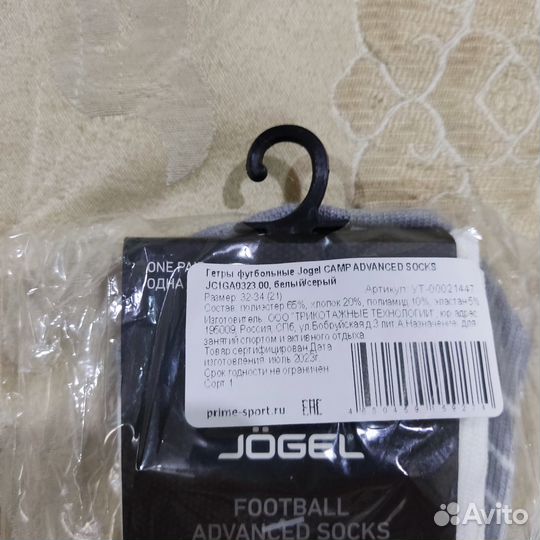 ONE PA
ОДНА
Гетры футбольные Jogel CAMP ADVANCED SOCKS
JC1GA0323.00, белый/серый
Артикул: УТ-00021447
Размер: 32-34 (21)
Состав: полиэстер 65%, хлопок 20%, полиамид 10%, эластан 5%
Изготовитель: ООО "ТРИКОТАЖНЫЕ ТЕХНОЛОГИИ", юр. адрес:
195009, Россия, СПб, ул.Бобруйская д.3 лит.А Назначение: для
занятий спортом и активного отдыха.
Товар сертифицирован.Дата
изготовления: июль 2023г.
Срок годности не ограничен.
Сорт 1
prime-sport.ru
EAC
JÖGEL
FOOTBALL
ADVANCED SOCKS
Avito